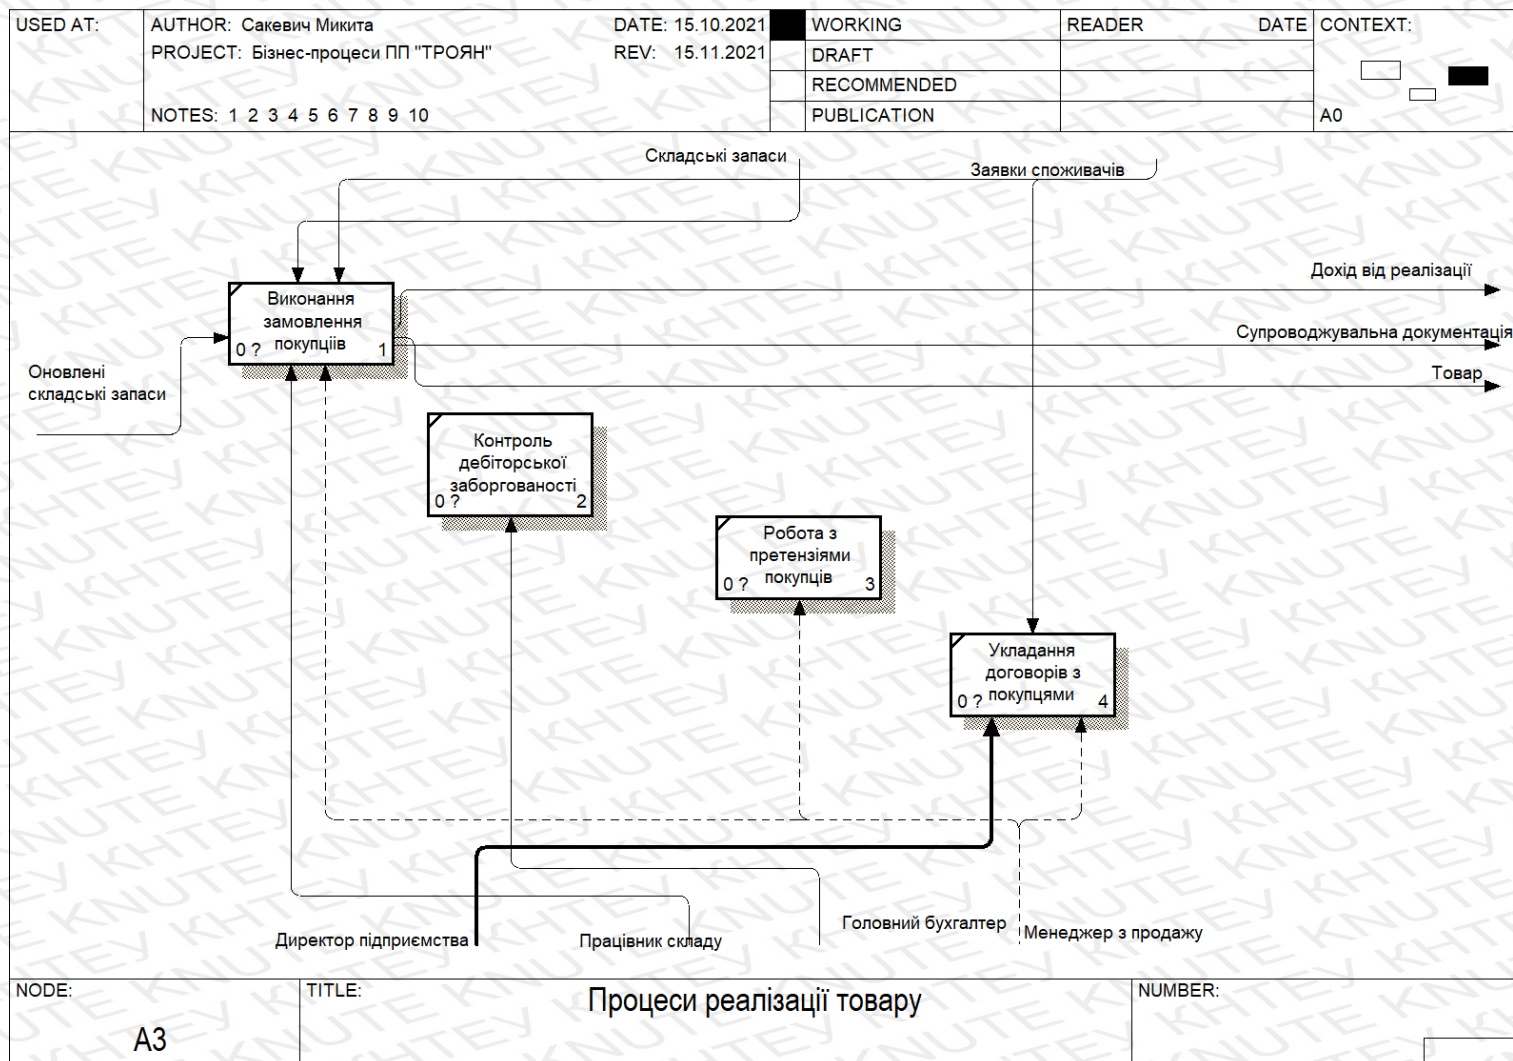 USED AT:
AUTHOR: Сакевич Микита
DATE: 15.10.2021
WORKING
READER
DATE
CONTEXT:
PROJECT: Бізнес-процеси ПП "ТРОЯН"
REV: 15.11.2021
DRAFT
RECOMMENDED
NOTES: 1 2 3 4 5 6 7 8 9 10
PUBLICATION
A0
Складські запаси
Заявки споживачів
Дохід від реалізації
Виконання
замовлення
покупціів
0 ?
1
Супроводжувальна документація
Оновлені
складські запаси
Товар
Контроль
дебіторської
заборгованості
0 ?
2
Робота з
претензіями
покупців
0 ?
3
Укладання
договорів з
покупцями
0 ?
4
Директор підприємства
Працівник складу
Головний бухгалтер
Менеджер з продажу
NODE:
A3
TITLE:
Процеси реалізації товару
NUMBER:
KNUTE KHTEУ